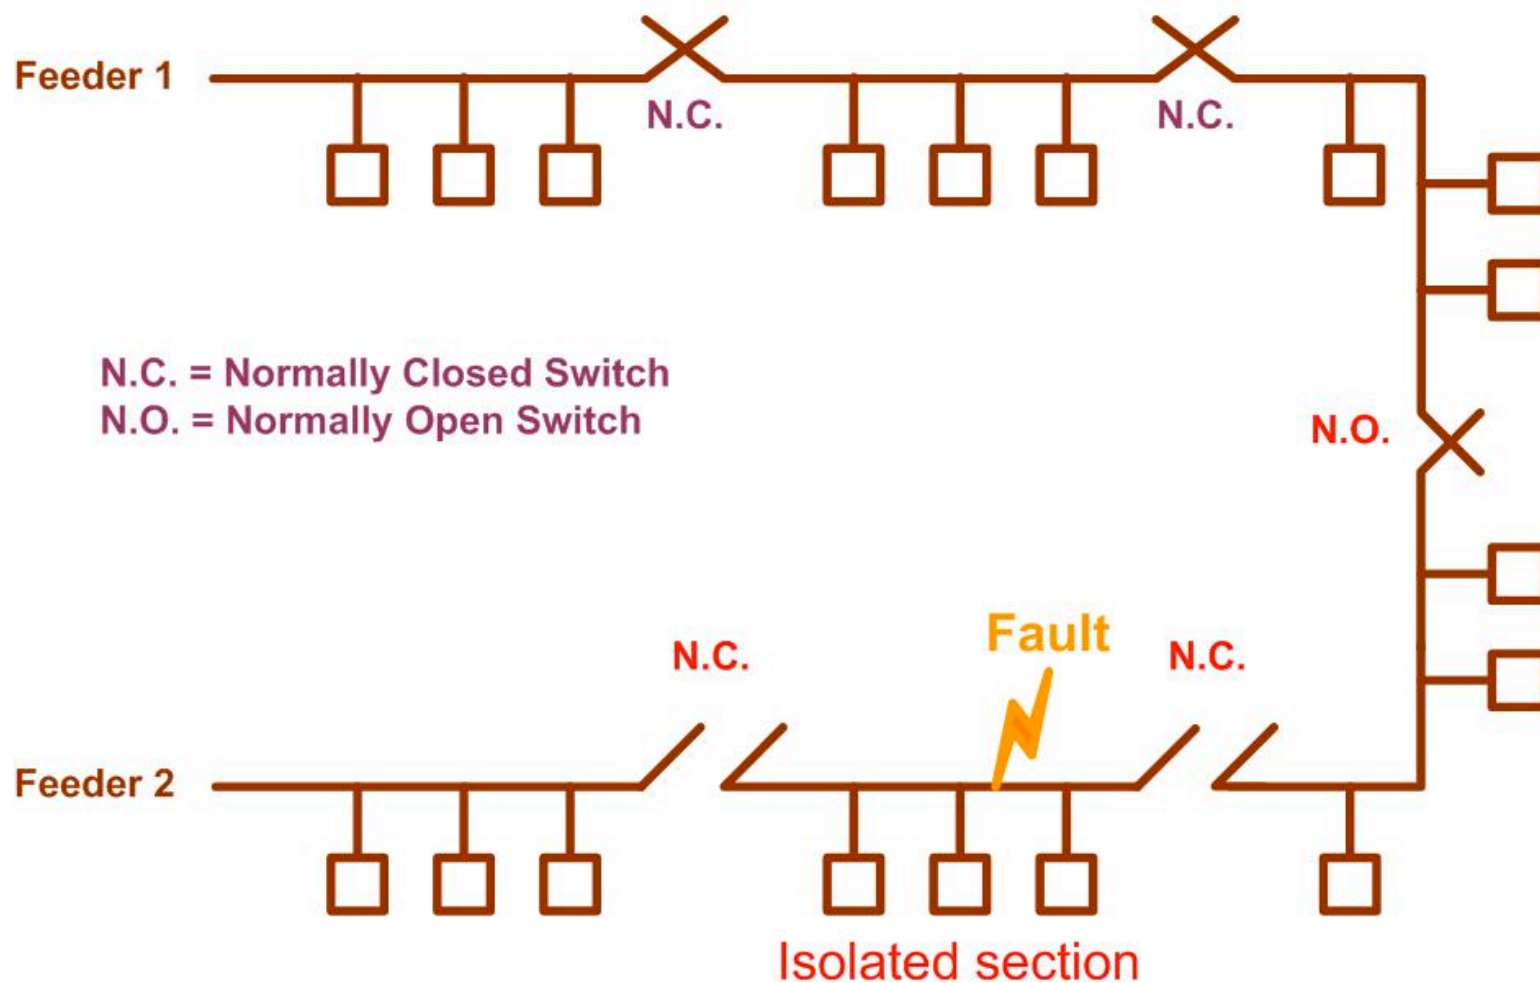 Feeder 1
N.C.
N.C.
N.C. = Normally Closed Switch
N.O. = Normally Open Switch
N.O.
Fault
N.C.
N.C.
Feeder 2
Isolated section